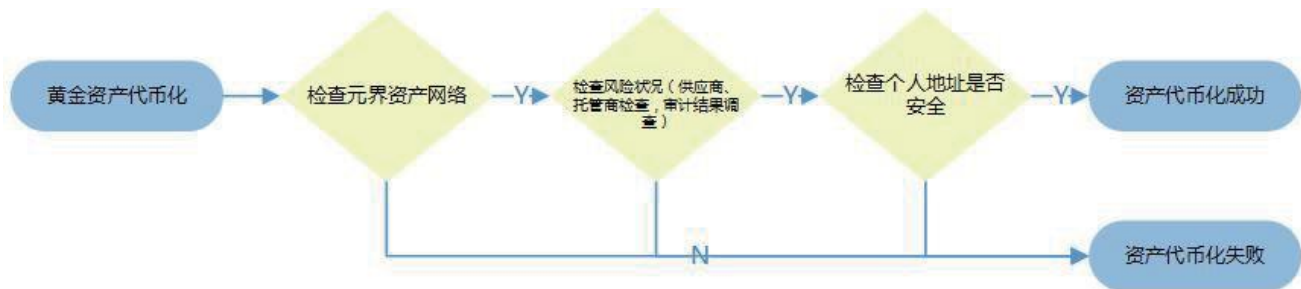 黄金资产代币化
检查元界资产网络
Y
检查风险状况（供应商、
托管商检查，审计结果调
查）
Y
检查个人地址是否
安全
Y
资产代币化成功
N
资产代币化失败